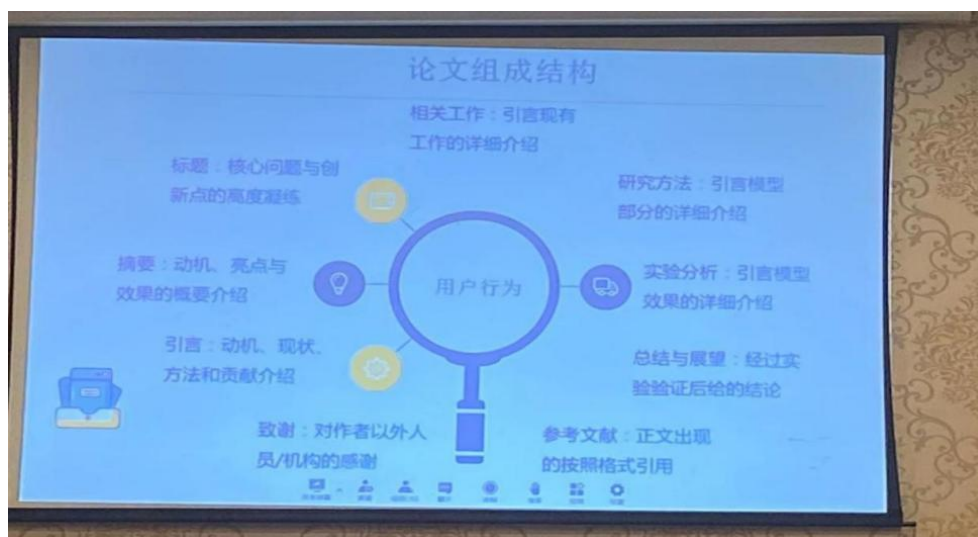 论文组成结构
相关工作：引言现有
工作的详细介绍
标题：核心问题与创
新点的高度凝练
研究方法：引言模型
部分的详细介绍
摘要：动机、亮点与
效果的概要介绍
用户行为
实验分析：引言模型
效果的详细介绍
引言：动机、现状、
方法和贡献介绍
总结与展望：经过实
验验证后给的结论
致谢：对作者以外人
员/机构的感谢
参考文献：正文出现
的按照格式引用